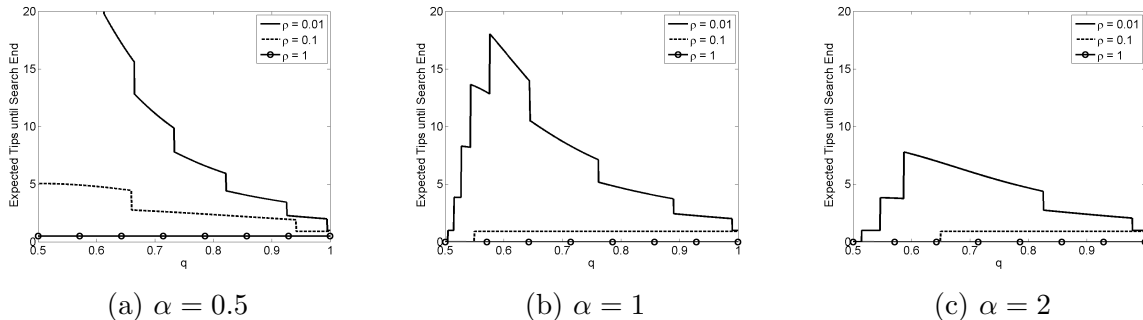 Expected Tips until Search End
20
15
10
5
0
0.5 0.6 0.7 0.8 0.9 1
q
ρ = 0.01
ρ = 0.1
ρ = 1
(a) α = 0.5
Expected Tips until Search End
20
15
10
5
0
0.5 0.6 0.7 0.8 0.9 1
q
ρ = 0.01
ρ = 0.1
ρ = 1
(b) α = 1
Expected Tips until Search End
20
15
10
5
0
0.5 0.6 0.7 0.8 0.9
q
ρ = 0.01
ρ = 0.1
ρ = 1
(c) α = 2